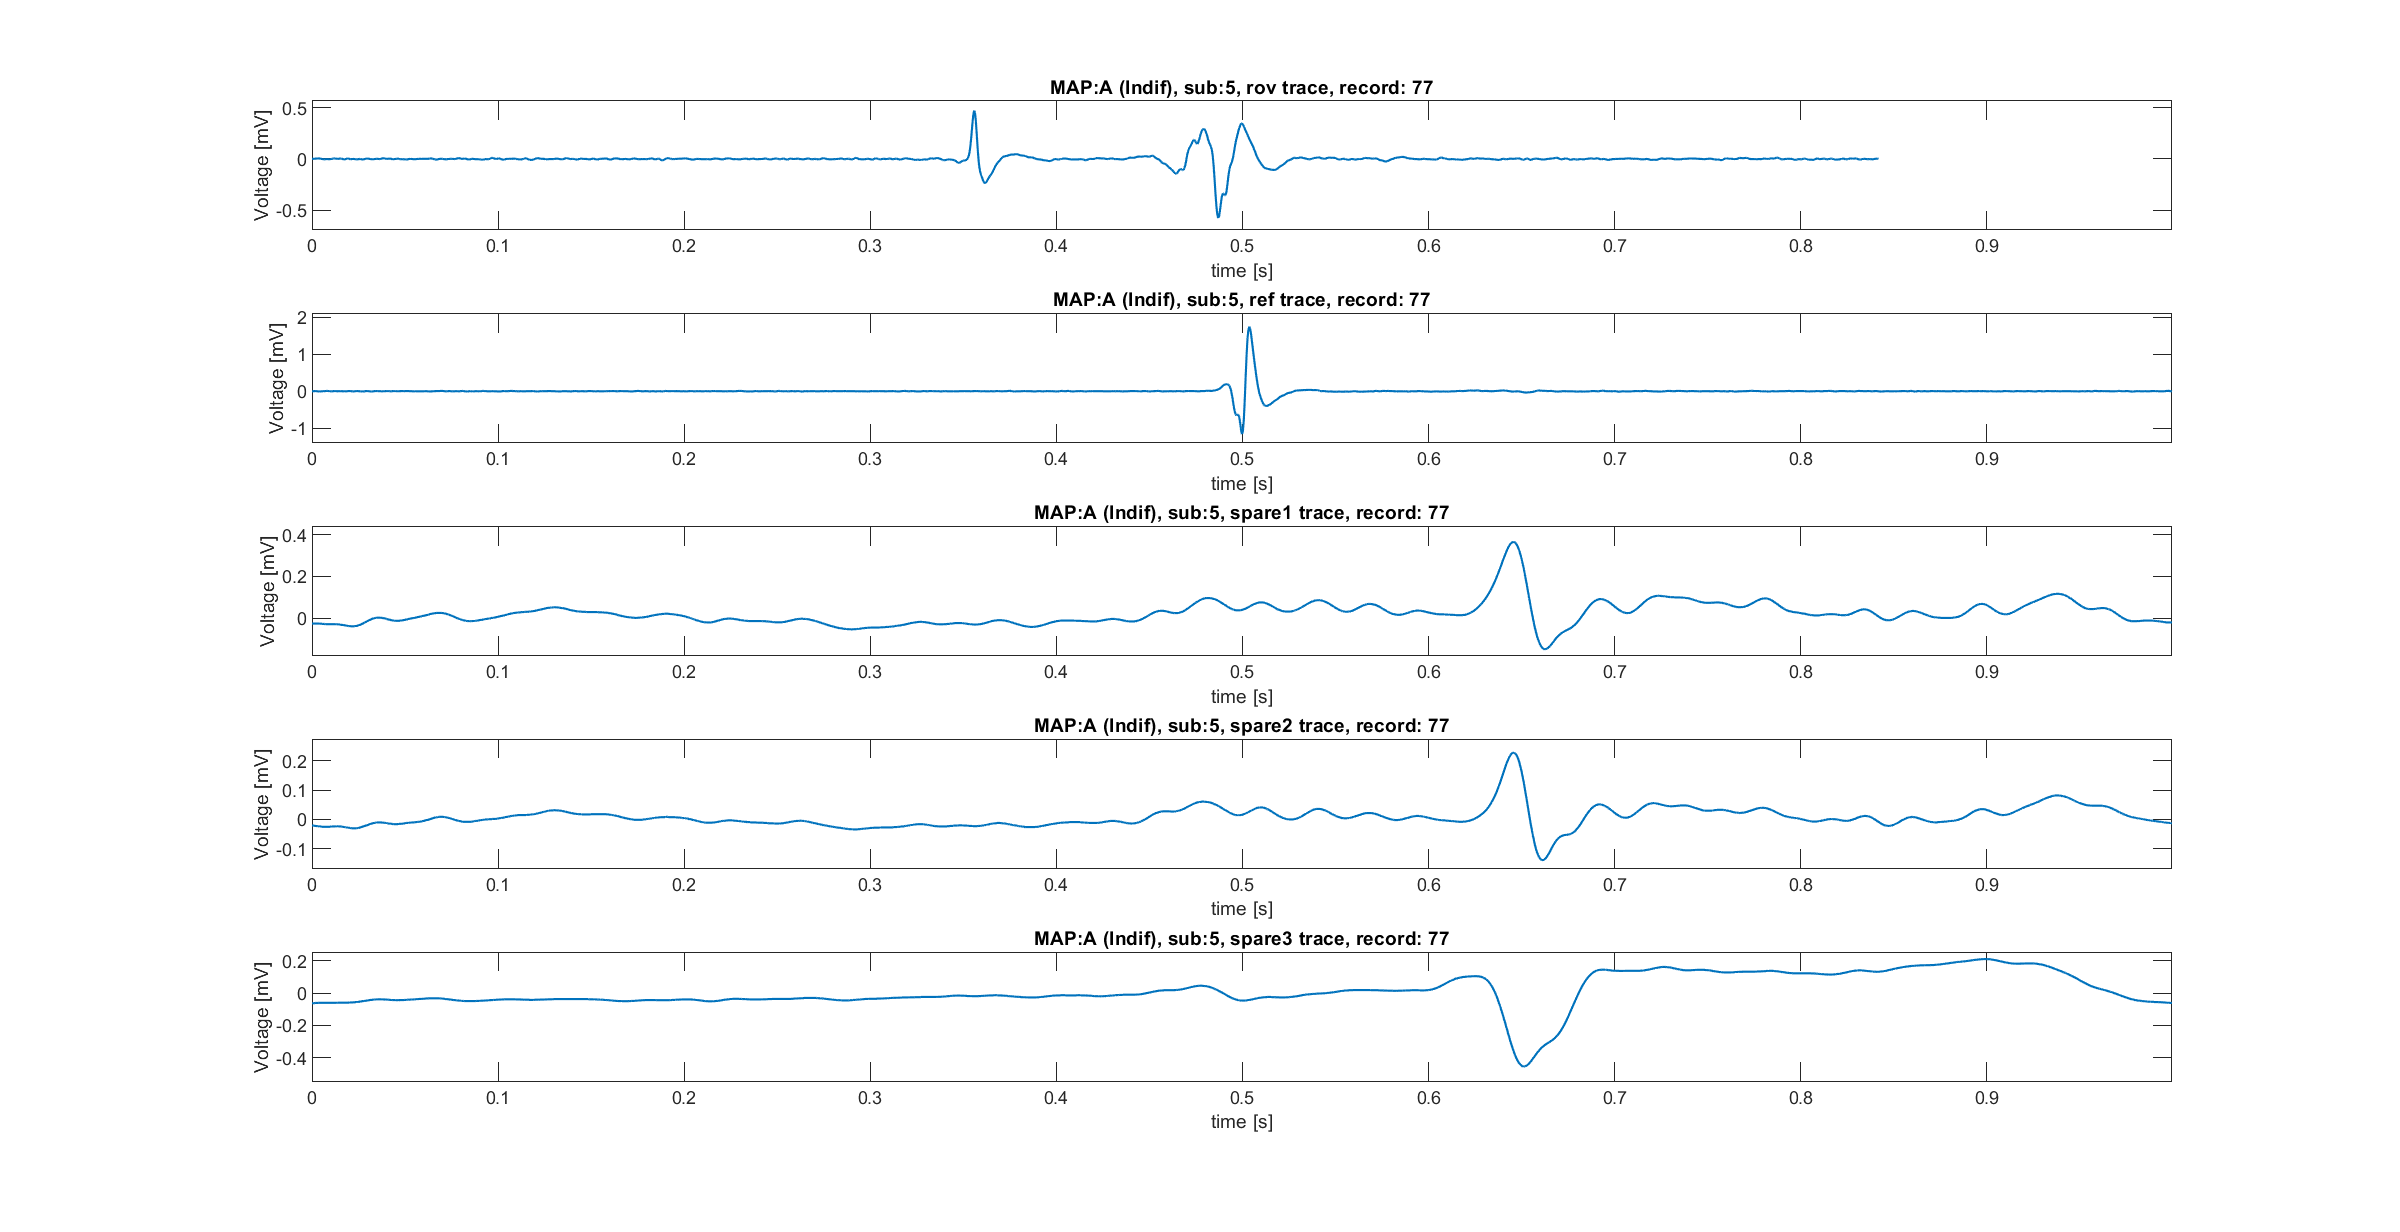 MAP:A (Indif), sub:5, rov trace, record: 77
Voltage [mV]
0.5
0
-0.5
0 0.1 0.2 0.3 0.4 0.5 0.6 0.7 0.8 0.9
time [s]
MAP:A (Indif), sub:5, ref trace, record: 77
Voltage [mV]
2
1
0
-1
0 0.1 0.2 0.3 0.4 0.5 0.6 0.7 0.8 0.9
time [s]
MAP:A (Indif), sub:5, spare1 trace, record: 77
Voltage [mV]
0.4
0.2
0
0 0.1 0.2 0.3 0.4 0.5 0.6 0.7 0.8 0.9
time [s]
MAP:A (Indif), sub:5, spare2 trace, record: 77
Voltage [mV]
0.2
0.1
0
-0.1
0 0.1 0.2 0.3 0.4 0.5 0.6 0.7 0.8 0.9
time [s]
MAP:A (Indif), sub:5, spare3 trace, record: 77
Voltage [mV]
0.2
0
-0.2
-0.4
0 0.1 0.2 0.3 0.4 0.5 0.6 0.7 0.8 0.9
time [s]